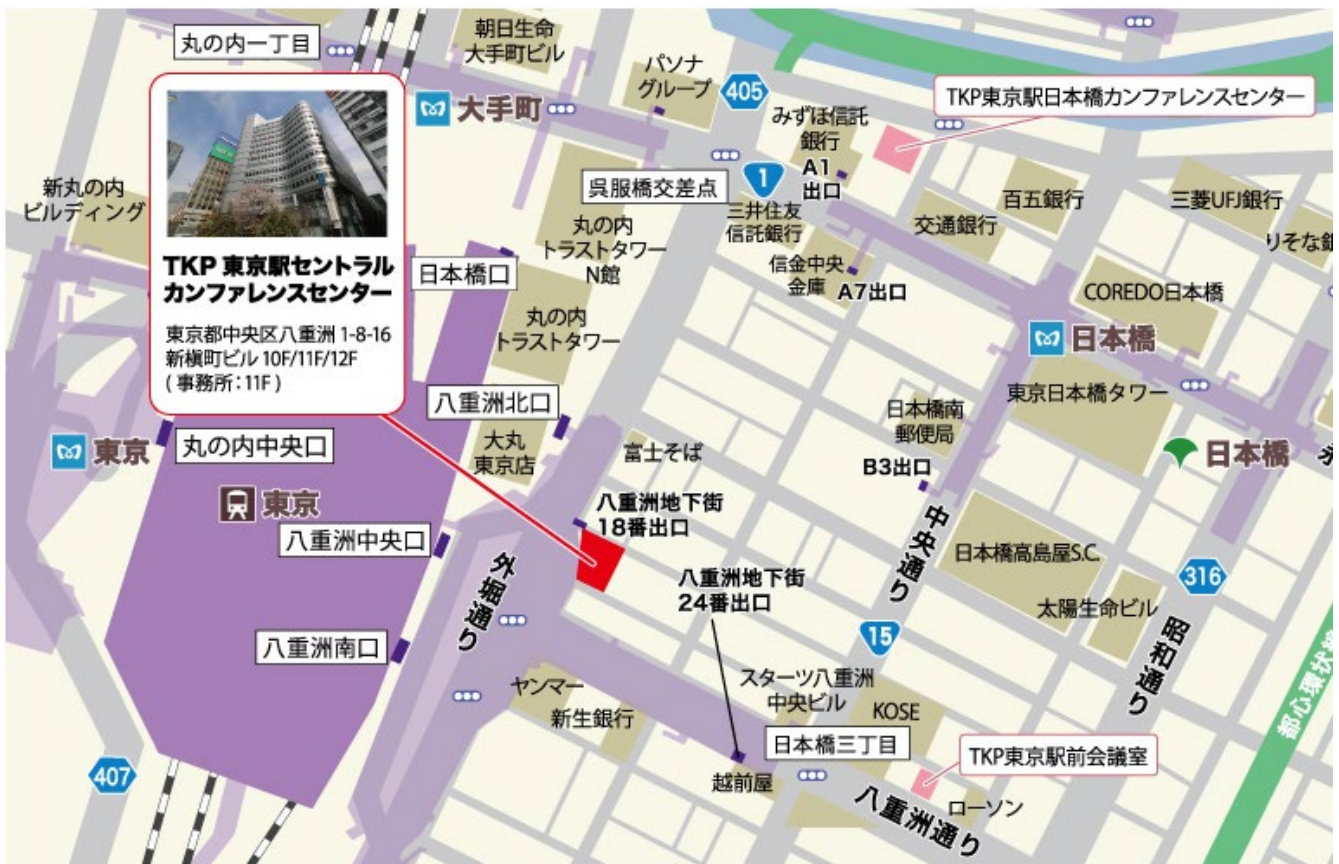 丸の内一丁目
朝日生命
大手町ビル
パソナ
グループ
405
TKP東京駅日本橋カンファレンスセンター
大手町
みずほ信託
銀行
A1
出口
呉服橋交差点
1
三井住友
信託銀行
百五銀行
三菱UFJ銀行
交通銀行
新丸の内
ビルディング
丸の内
トラストタワー
N館
日本橋口
信金中央
金庫
A7出口
COREDO日本橋
TKP 東京駅セントラル
カンファレンスセンター
東京都中央区八重洲 1-8-16
新槇町ビル 10F/11F/12F
( 事務所：11F )
丸の内
トラストタワー
日本橋
東京日本橋タワー
八重洲北口
日本橋南
郵便局
大丸
東京店
富士そば
B3出口
日本橋
東京
丸の内中央口
東京
八重洲地下街
18番出口
八重洲中央口
外堀通り
中央通り
日本橋高島屋S.C.
八重洲地下街
24番出口
太陽生命ビル
316
昭和通り
15
八重洲南口
スターツ八重洲
中央ビル
KOSE
ヤンマー
新生銀行
日本橋三丁目
TKP東京駅前会議室
407
越前屋
八重洲通り
ローソン